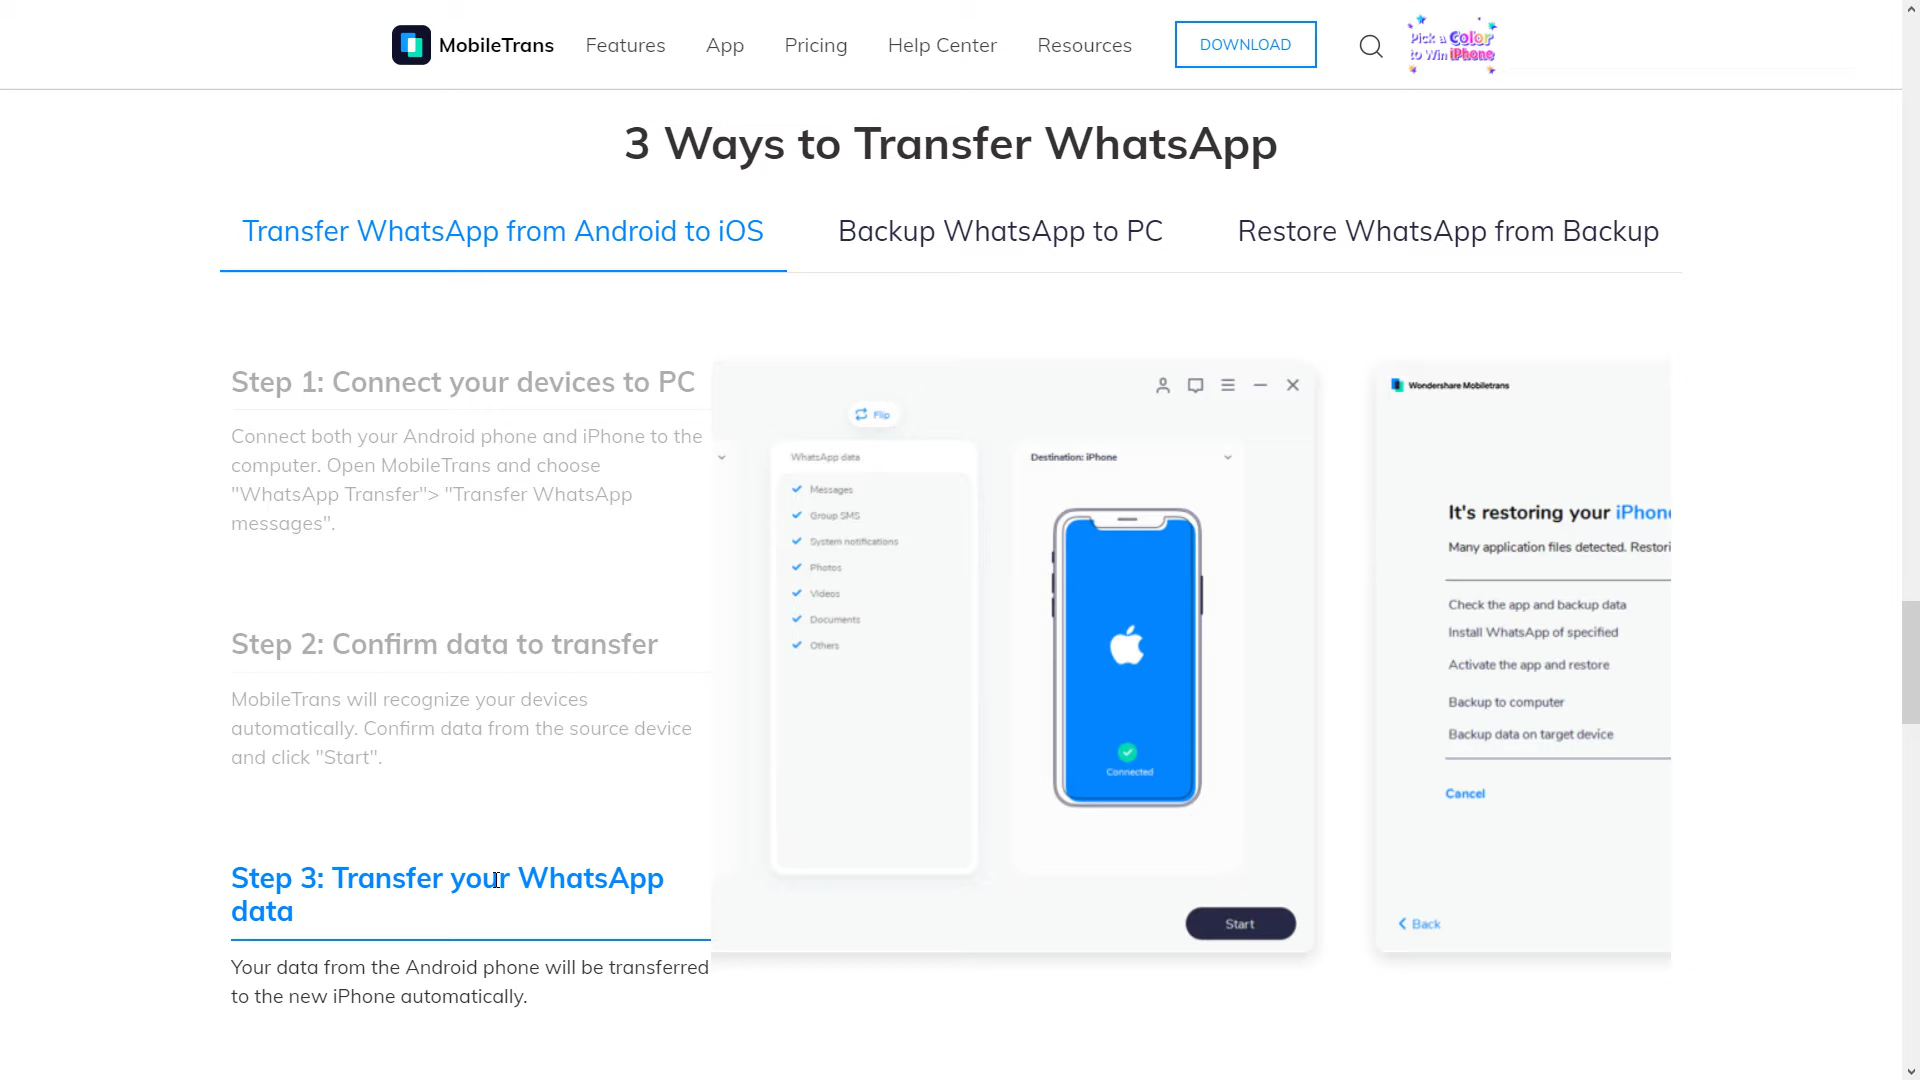 MobileTrans
Features
App
Pricing
Help Center
Resources
DOWNLOAD
Pick a Color
to Win iPhone
3 Ways to Transfer WhatsApp
Transfer WhatsApp from Android to iOS
Backup WhatsApp to PC
Restore WhatsApp from Backup
Step 1: Connect your devices to PC
Connect both your Android phone and iPhone to the
computer. Open MobileTrans and choose
"WhatsApp Transfer"> "Transfer WhatsApp
messages".
Step 2: Confirm data to transfer
MobileTrans will recognize your devices
automatically. Confirm data from the source device
and click "Start".
Step 3: Transfer your WhatsApp
data
Your data from the Android phone will be transferred
to the new iPhone automatically.
Flip
WhatsApp data
Messages
Group SMS
System notifications
Photos
Videos
Documents
Others
Destination: iPhone
Connected
Start
Wondershare Mobiletrans
It's restoring your iPhone
Many application files detected. Restori
Check the app and backup data
Install WhatsApp of specified
Activate the app and restore
Backup to computer
Backup data on target device
Cancel
Back